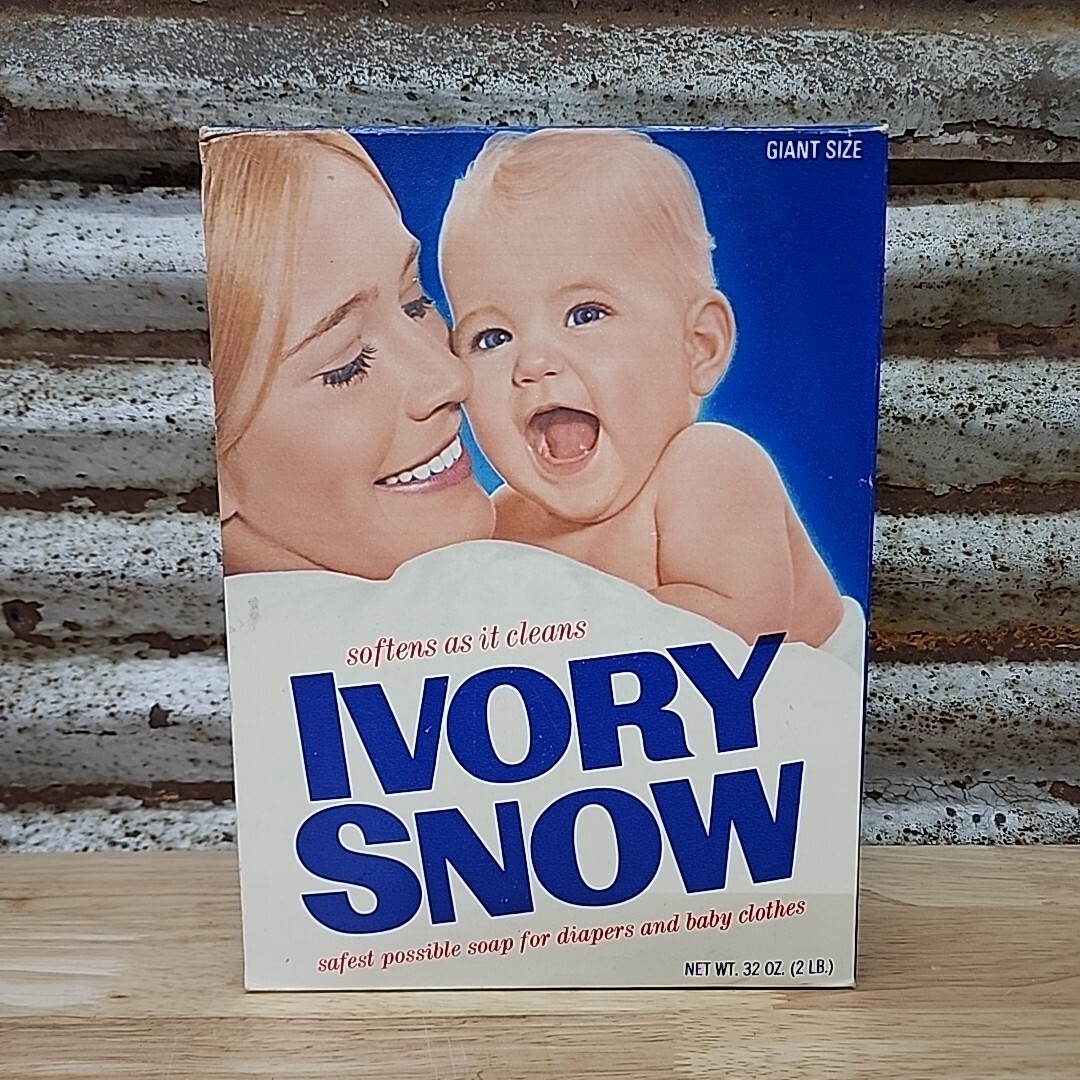 GIANT SIZE
softens as it cleans
IVORY
SNOW
safest possible soap for diapers and baby clothes
NET WT. 32 OZ. (2 LB.)